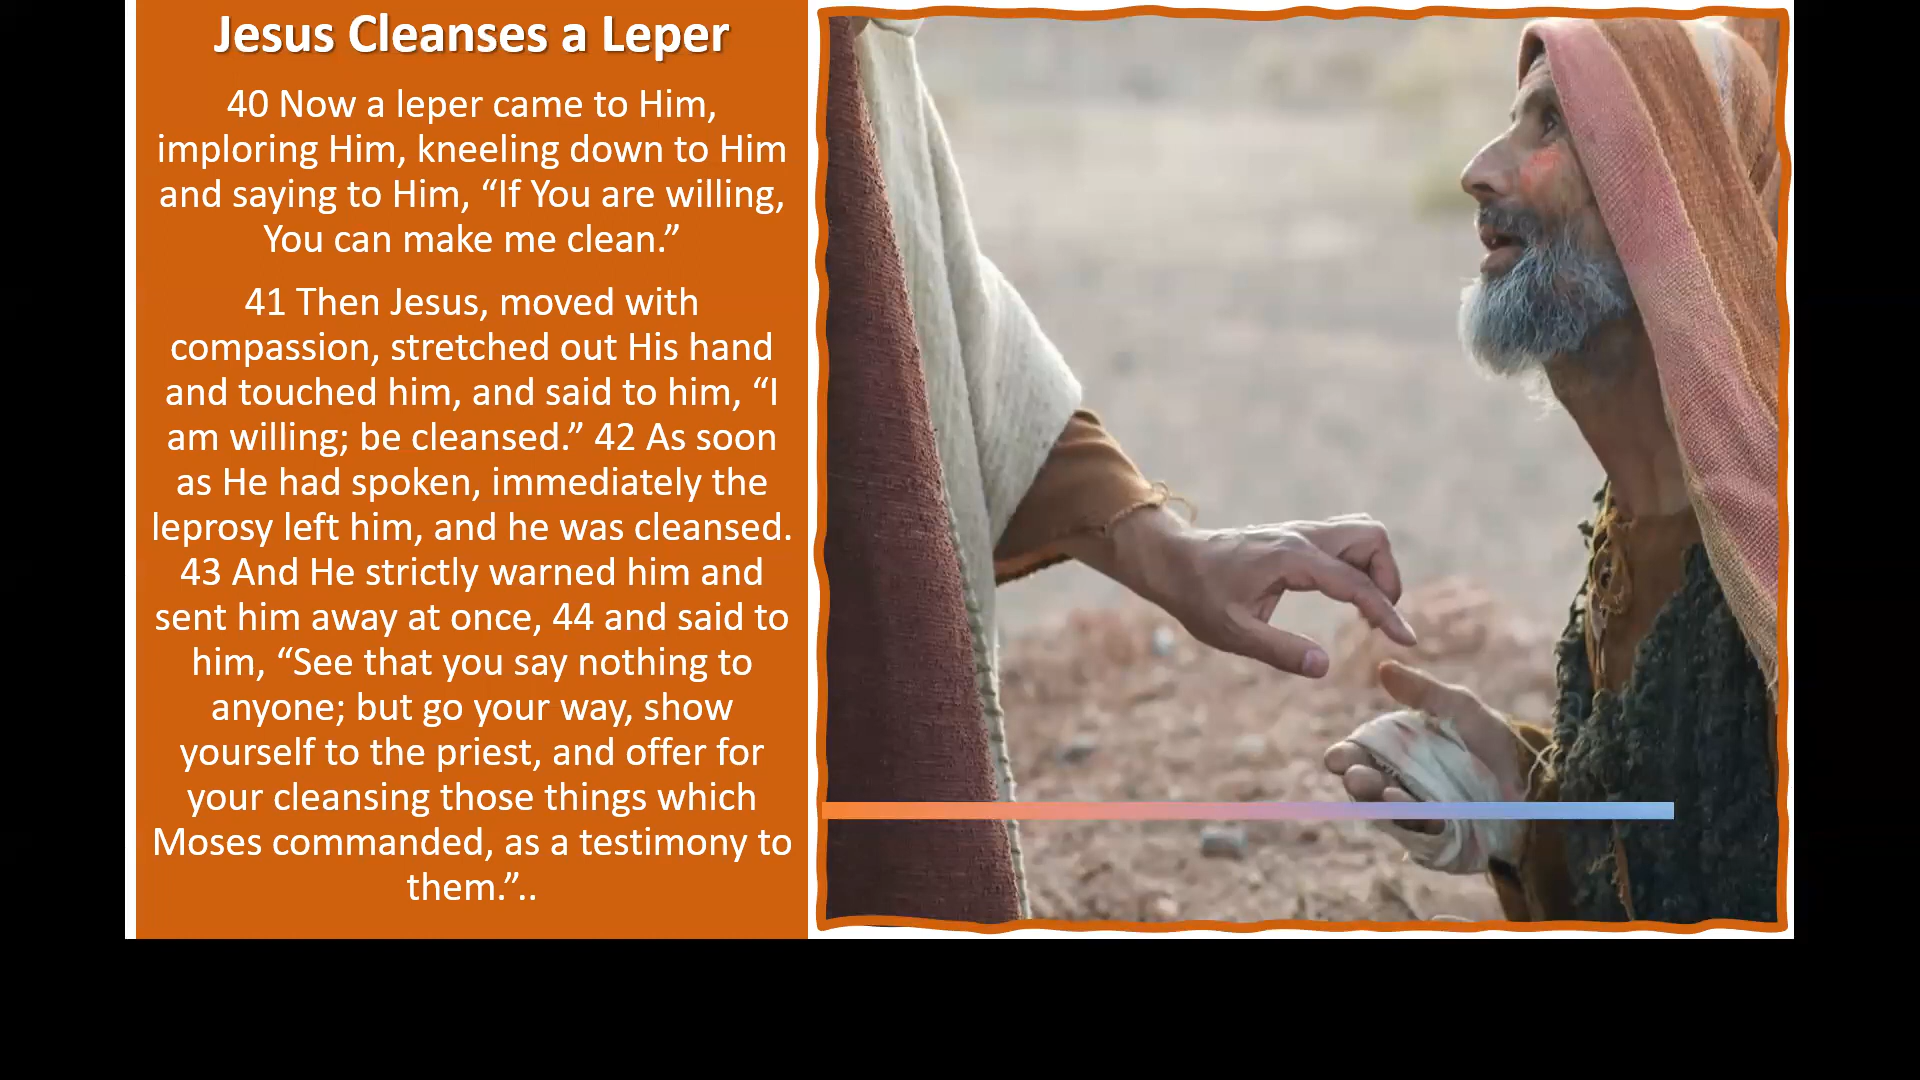 Jesus Cleanses a Leper
40 Now a leper came to Him,
imploring Him, kneeling down to Him
and saying to Him, “If You are willing,
You can make me clean.”
41 Then Jesus, moved with
compassion, stretched out His hand
and touched him, and said to him, “I
am willing; be cleansed.” 42 As soon
as He had spoken, immediately the
leprosy left him, and he was cleansed.
43 And He strictly warned him and
sent him away at once, 44 and said to
him, “See that you say nothing to
anyone; but go your way, show
yourself to the priest, and offer for
your cleansing those things which
Moses commanded, as a testimony to
them.”..